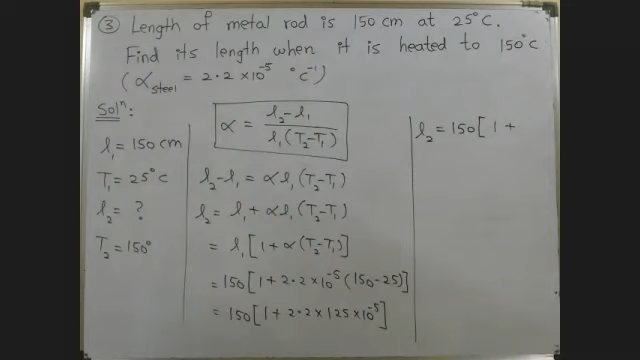 ③ Length of metal rod is 150 cm at 25°C.
Find its length when it is heated to 150°C
(α steel = 2.2 × 10⁻⁵ °C⁻¹)
Solⁿ:
l₁ = 150 cm
T₁ = 25°C
l₂ = ?
T₂ = 150°
α = l₂-l₁ / l₁(T₂-T₁)
l₂-l₁ = αl₁(T₂-T₁)
l₂ = l₁ + αl₁(T₂-T₁)
= l₁[1 + α(T₂-T₁)]
= 150[1 + 2.2 × 10⁻⁵ (150-25)]
= 150[1 + 2.2 × 125 × 10⁻⁵]
l₂ = 150[1 +